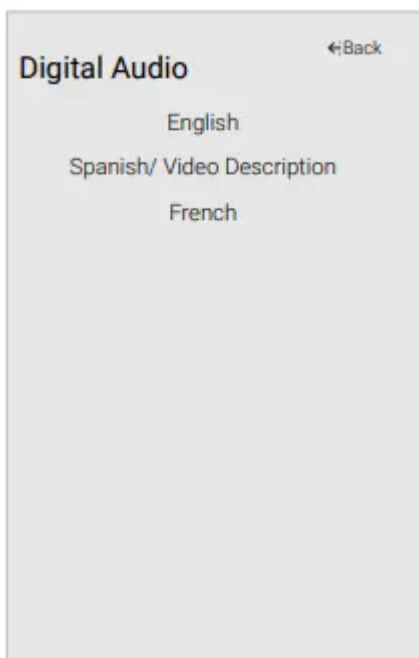 ←Back
Digital Audio
English
Spanish/ Video Description
French